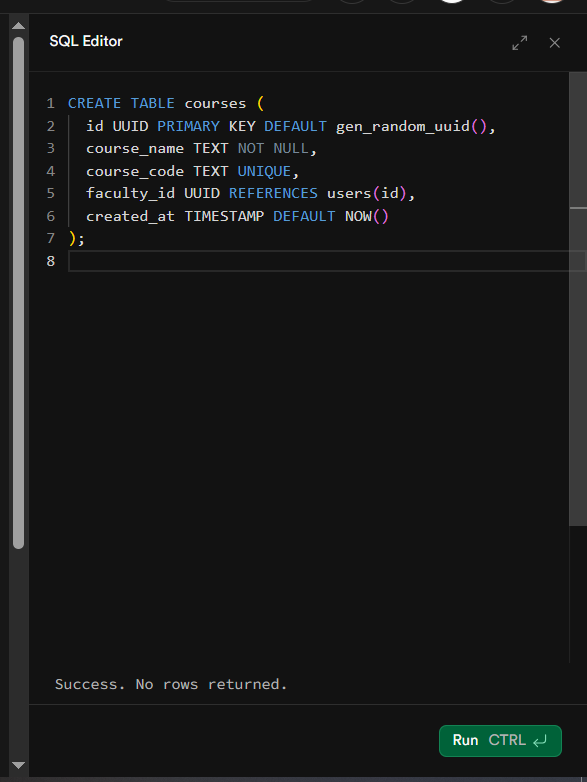 SQL Editor
1 CREATE TABLE courses (
2 id UUID PRIMARY KEY DEFAULT gen_random_uuid(),
3 course_name TEXT NOT NULL,
4 course_code TEXT UNIQUE,
5 faculty_id UUID REFERENCES users(id),
6 created_at TIMESTAMP DEFAULT NOW()
7 );
8
Success. No rows returned.
Run CTRL